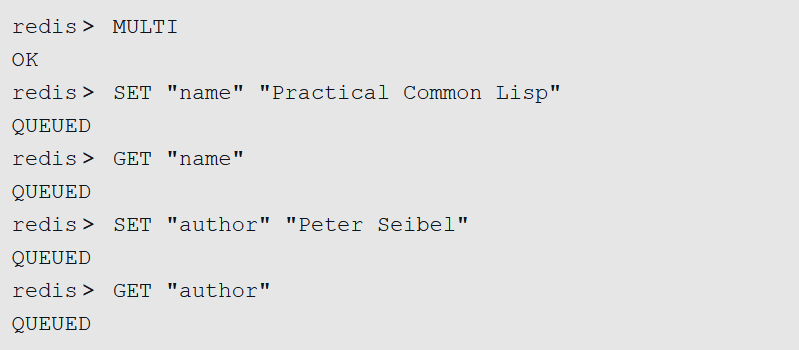 redis> MULTI
OK
redis> SET "name" "Practical Common Lisp"
QUEUED
redis> GET "name"
QUEUED
redis> SET "author" "Peter Seibel"
QUEUED
redis> GET "author"
QUEUED